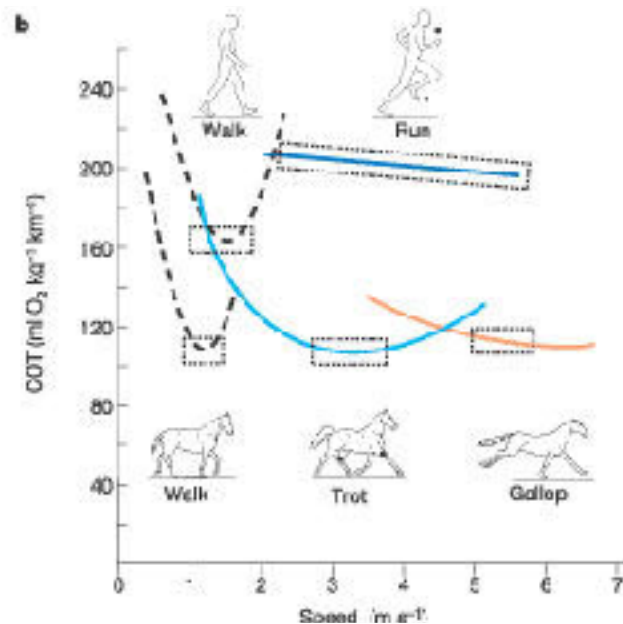 b
Walk
Run
240
200
160
120
80
40
COT (ml O₂ kg⁻¹ km⁻¹)
Walk
Trot
Gallop
0
1
2
3
4
5
6
7
Speed (m s⁻¹)